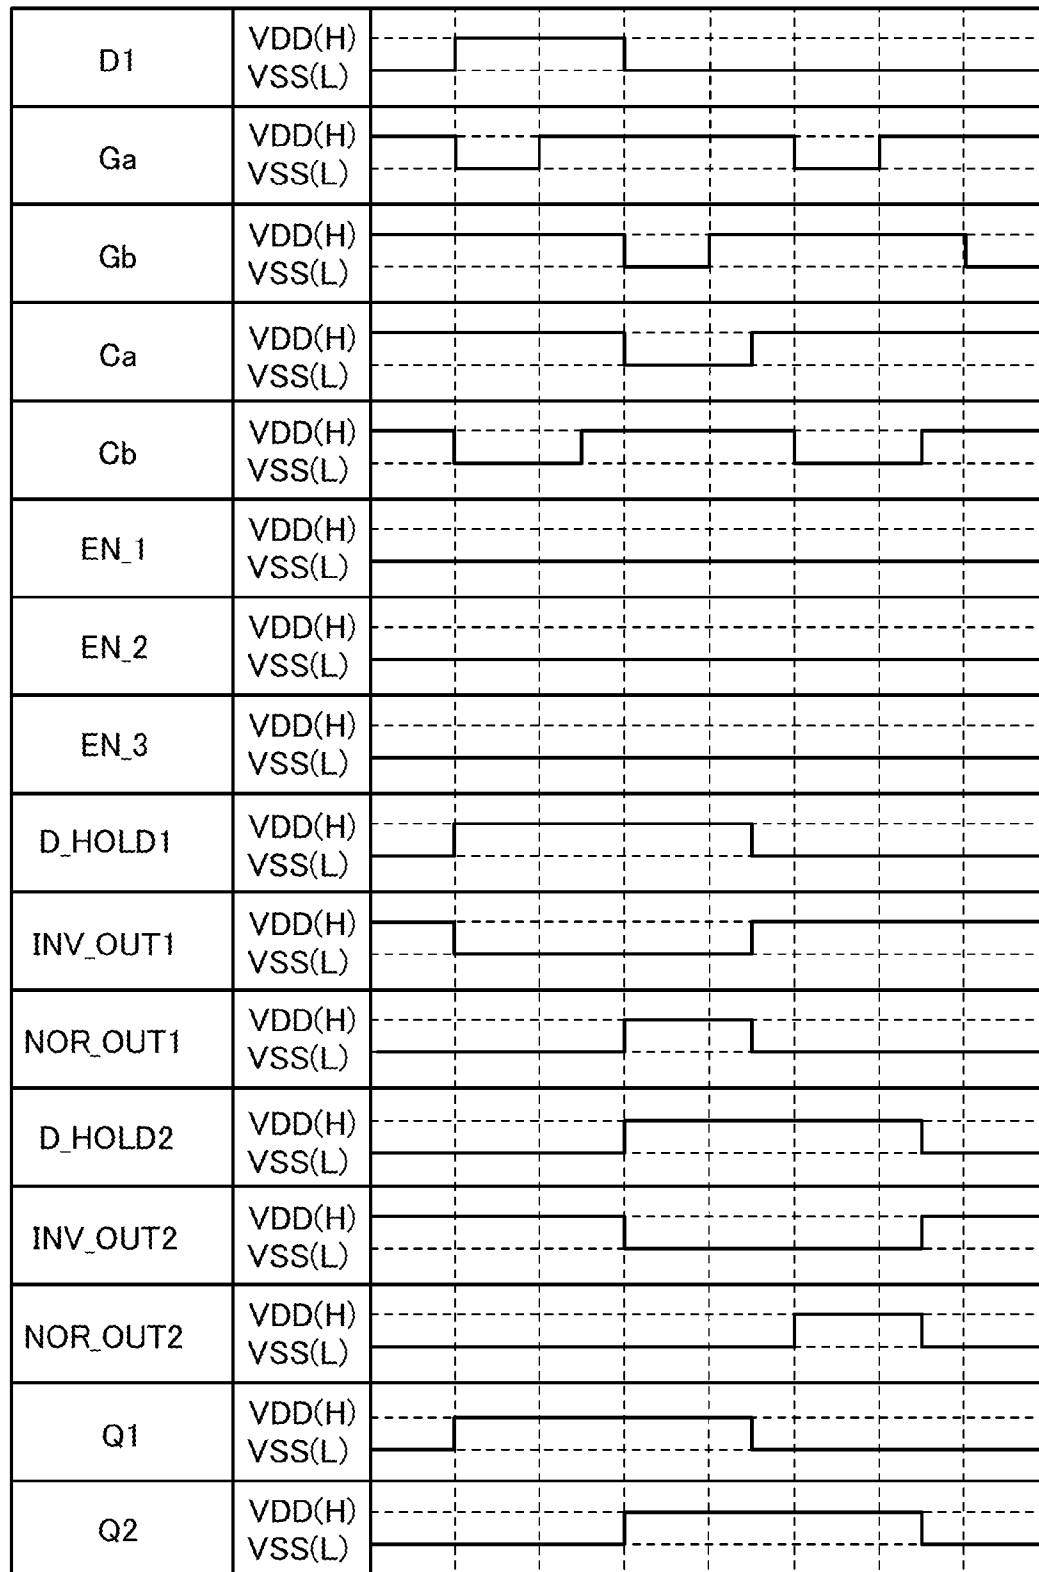 D1
VDD(H)
VSS(L)
Ga
VDD(H)
VSS(L)
Gb
VDD(H)
VSS(L)
Ca
VDD(H)
VSS(L)
Cb
VDD(H)
VSS(L)
EN_1
VDD(H)
VSS(L)
EN_2
VDD(H)
VSS(L)
EN_3
VDD(H)
VSS(L)
D_HOLD1
VDD(H)
VSS(L)
INV_OUT1
VDD(H)
VSS(L)
NOR_OUT1
VDD(H)
VSS(L)
D_HOLD2
VDD(H)
VSS(L)
INV_OUT2
VDD(H)
VSS(L)
NOR_OUT2
VDD(H)
VSS(L)
Q1
VDD(H)
VSS(L)
Q2
VDD(H)
VSS(L)